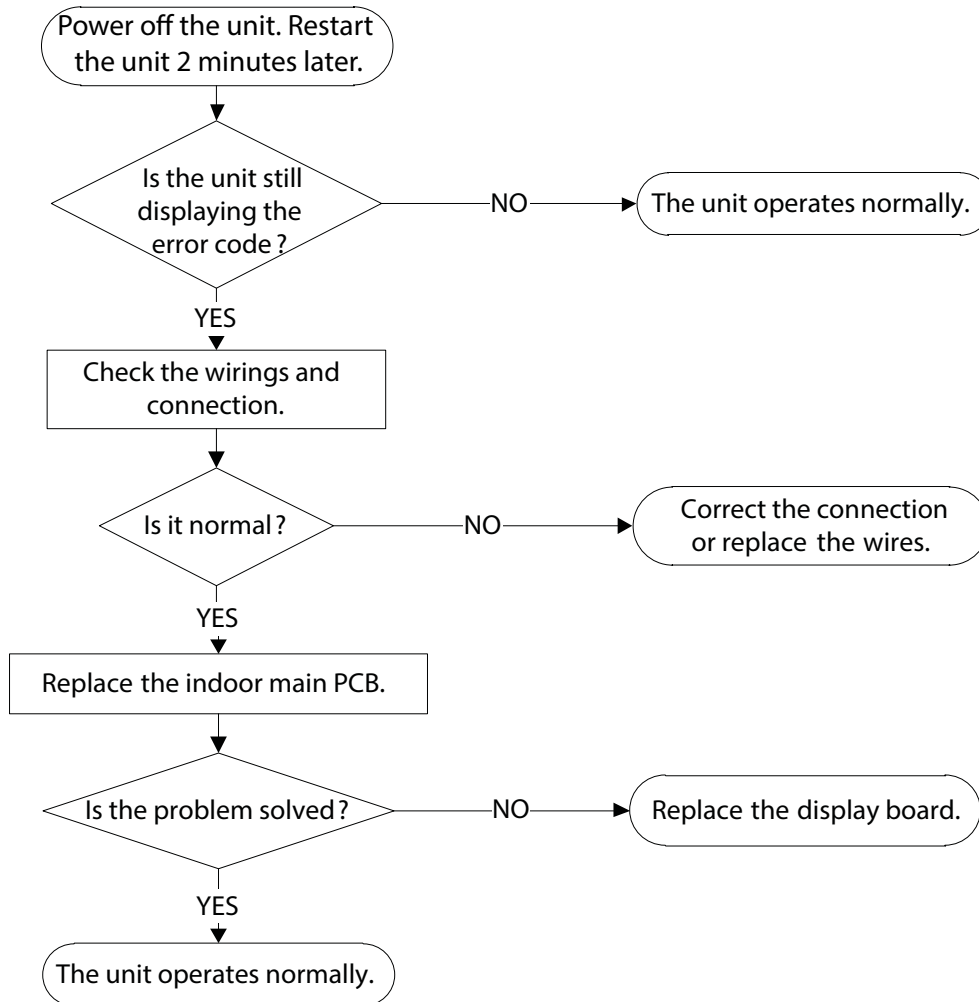 Power off the unit. Restart
the unit 2 minutes later.
Is the unit still
displaying the
error code?
NO
The unit operates normally.
YES
Check the wirings and
connection.
Is it normal?
NO
Correct the connection
or replace the wires.
YES
Replace the indoor main PCB.
Is the problem solved?
NO
Replace the display board.
YES
The unit operates normally.